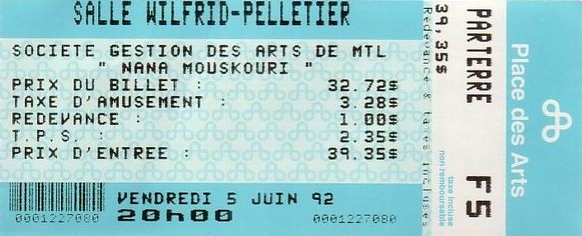 SALLE WILFRID-PELLETIER
SOCIETE GESTION DES ARTS DE MTL
" NANA MOUSKOURI "
PRIX DU BILLET : 32.72$
TAXE D'AMUSEMENT : 3.28$
REDEVANCE : 1.00$
T.P.S. : 2.35$
PRIX D'ENTREE : 39.35$
VENDREDI 5 JUIN 92
0001227080 20h00 0001227080
39,35$
Redevance & taxes incluses
PARTERRE
F5
taxe incluse
non remboursable
Place des Arts